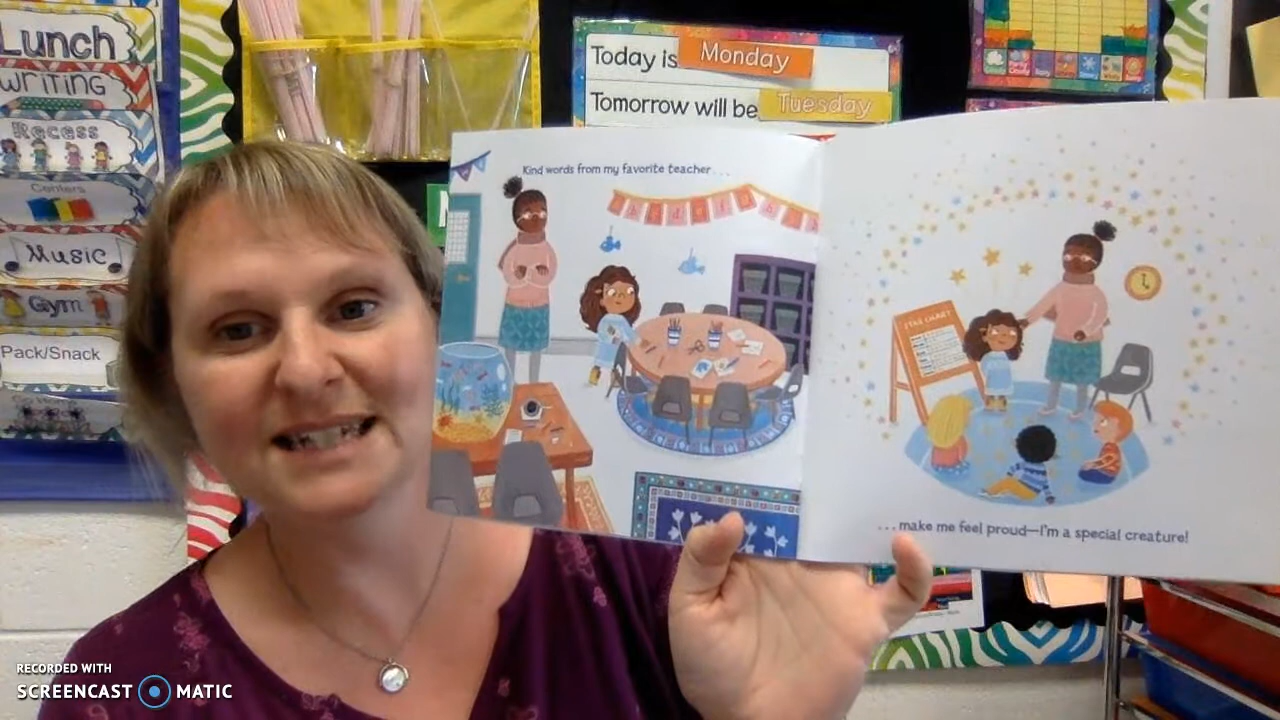 Lunch
WRITING
Recess
Centers
Music
Gym
Pack/Snack
Today is Monday
Tomorrow will be Tuesday
Kind words from my favorite teacher . . .
STAR CHART
. . . make me feel proud—I'm a special creature!
RECORDED WITH
SCREENCAST MATIC